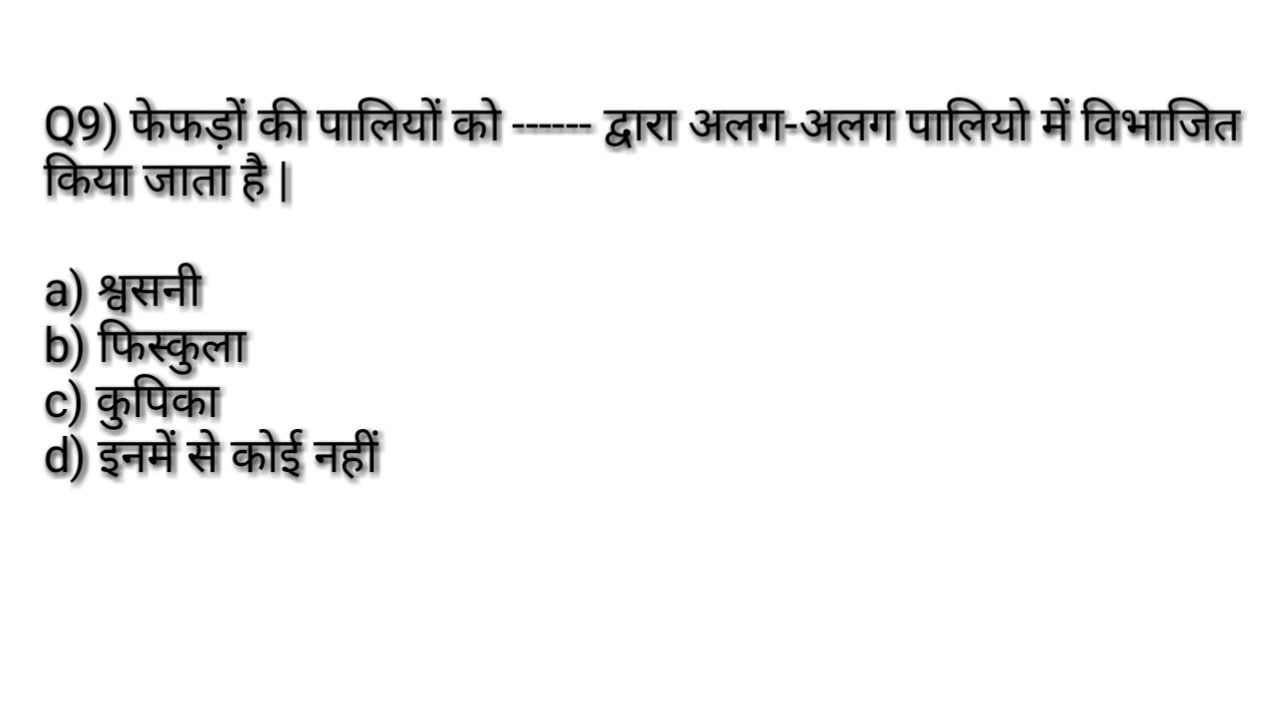 Q9) फेफड़ों की पालियों को ------ द्वारा अलग-अलग पालियो में विभाजित
किया जाता है |
a) श्वसनी
b) फिस्कुला
c) कुपिका
d) इनमें से कोई नहीं